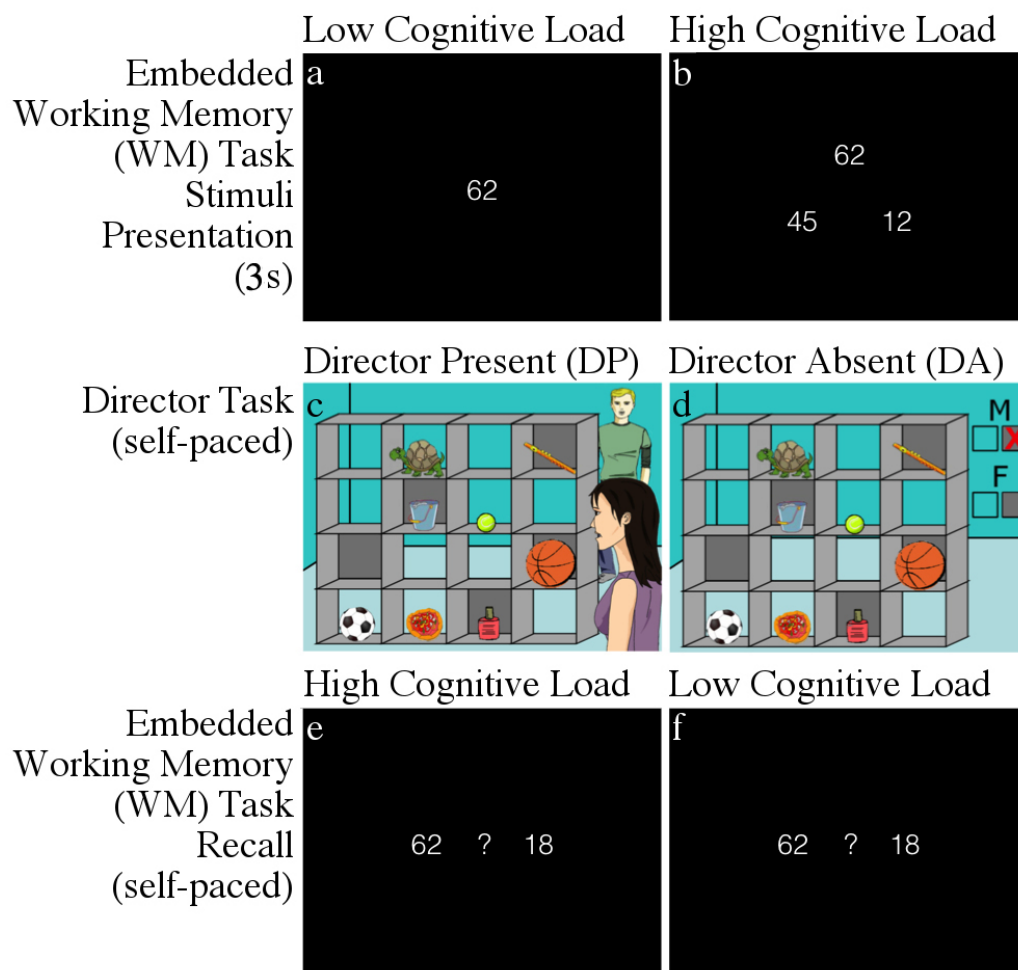 Low Cognitive Load
High Cognitive Load
Embedded
Working Memory
(WM) Task
Stimuli
Presentation
(3s)
a
62
b
62
45 12
Director Present (DP)
Director Absent (DA)
Director Task
(self-paced)
c
d
M
X
F
High Cognitive Load
Low Cognitive Load
Embedded
Working Memory
(WM) Task
Recall
(self-paced)
e
62 ? 18
f
62 ? 18